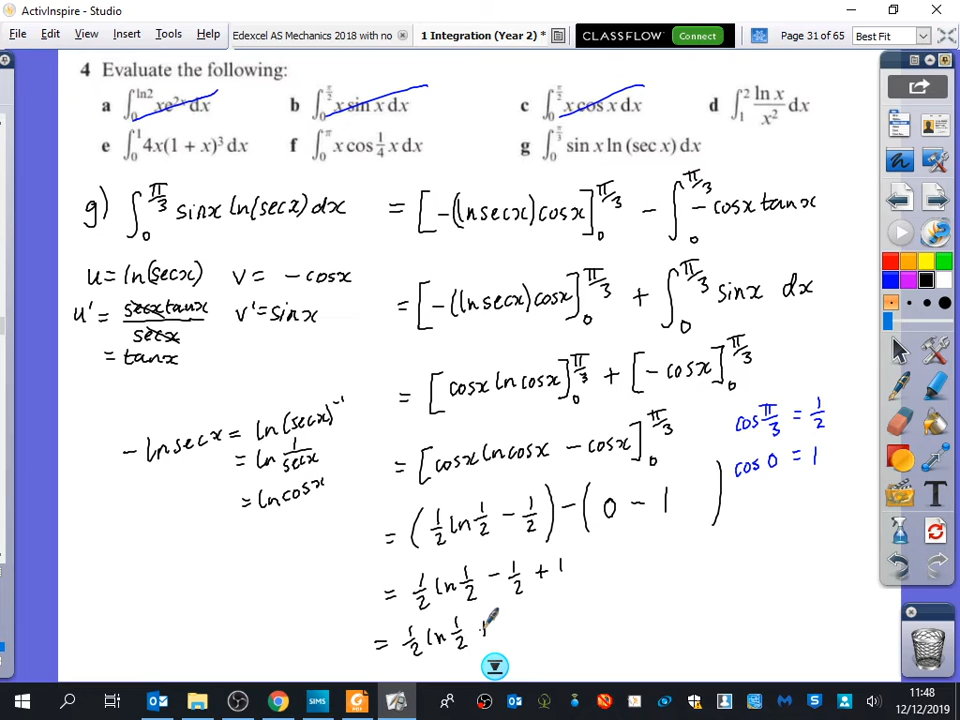 ActivInspire - Studio
File Edit View Insert Tools Help
Edexcel AS Mechanics 2018 with no
1 Integration (Year 2) *
CLASSFLOW Connect
Page 31 of 65
Best Fit
4 Evaluate the following:
a ∫₀^{ln2} xe^{2x} dx b ∫₀^{π/2} x sin x dx c ∫₀^{π/2} x cos x dx d ∫₁² ln x/x² dx
e ∫₀¹ 4x(1 + x)³ dx f ∫₀^π x cos ¼ x dx g ∫₀^{π/3} sin x ln (sec x) dx
g) ∫₀^{π/3} sinx ln(secx) dx = [-(lnsecx)cosx]₀^{π/3} - ∫₀^{π/3} -cosx tanx
u = ln(secx) v = -cosx
u' = secxtanx/secx v' = sinx
= tanx
= [-(lnsecx)cosx]₀^{π/3} + ∫₀^{π/3} sinx dx
= [cosx lncosx]₀^{π/3} + [-cosx]₀^{π/3}
-lnsecx = ln(secx)⁻¹
= ln 1/secx
= lncosx
= [cosx lncosx - cosx]₀^{π/3}
cos π/3 = 1/2
cos 0 = 1
= (½ ln ½ - ½) - (0 - 1)
= ½ ln ½ - ½ + 1
= ½ ln ½
SIMS
11:48
12/12/2019